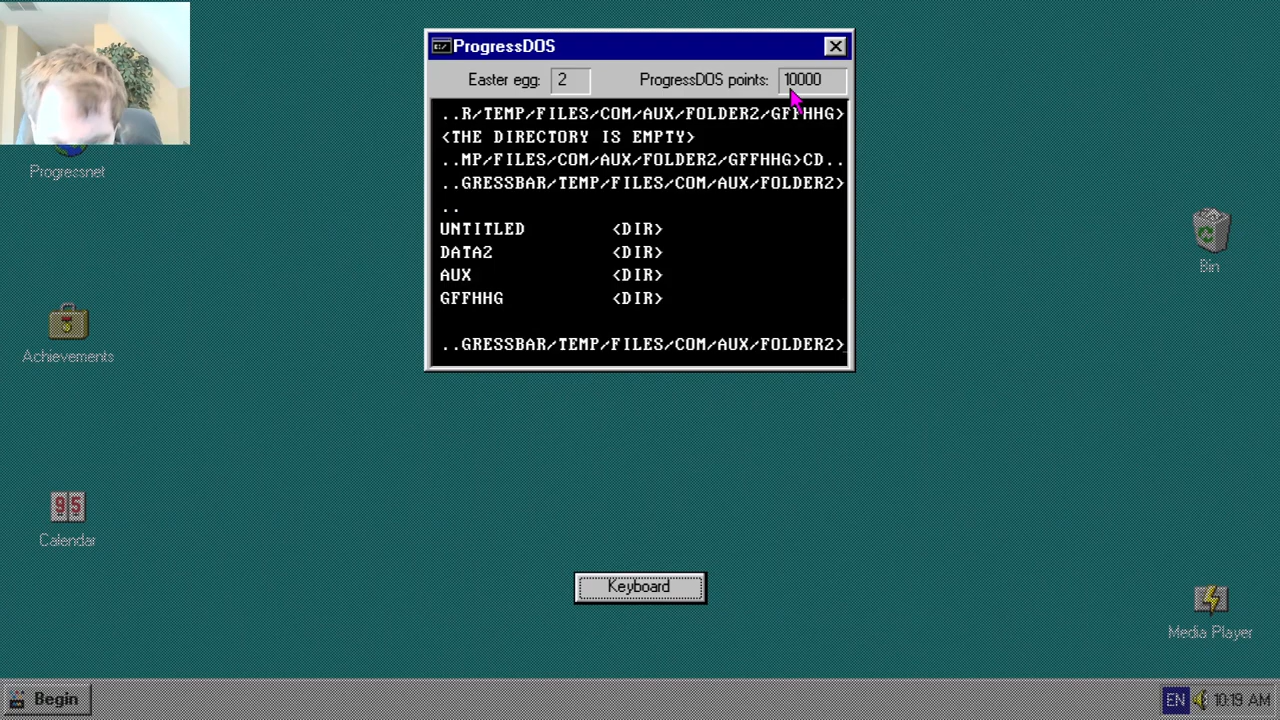 ProgressDOS
Easter egg: 2 ProgressDOS points: 10000
..R/TEMP/FILES/COM/AUX/FOLDER2/GFFHHG>
<THE DIRECTORY IS EMPTY>
..MP/FILES/COM/AUX/FOLDER2/GFFHHG>CD..
..GRESSBAR/TEMP/FILES/COM/AUX/FOLDER2>
..
UNTITLED <DIR>
DATA2 <DIR>
AUX <DIR>
GFFHHG <DIR>
..GRESSBAR/TEMP/FILES/COM/AUX/FOLDER2>_
Progressnet
Bin
Achievements
95
Calendar
Keyboard
Media Player
Begin
EN 10:19 AM